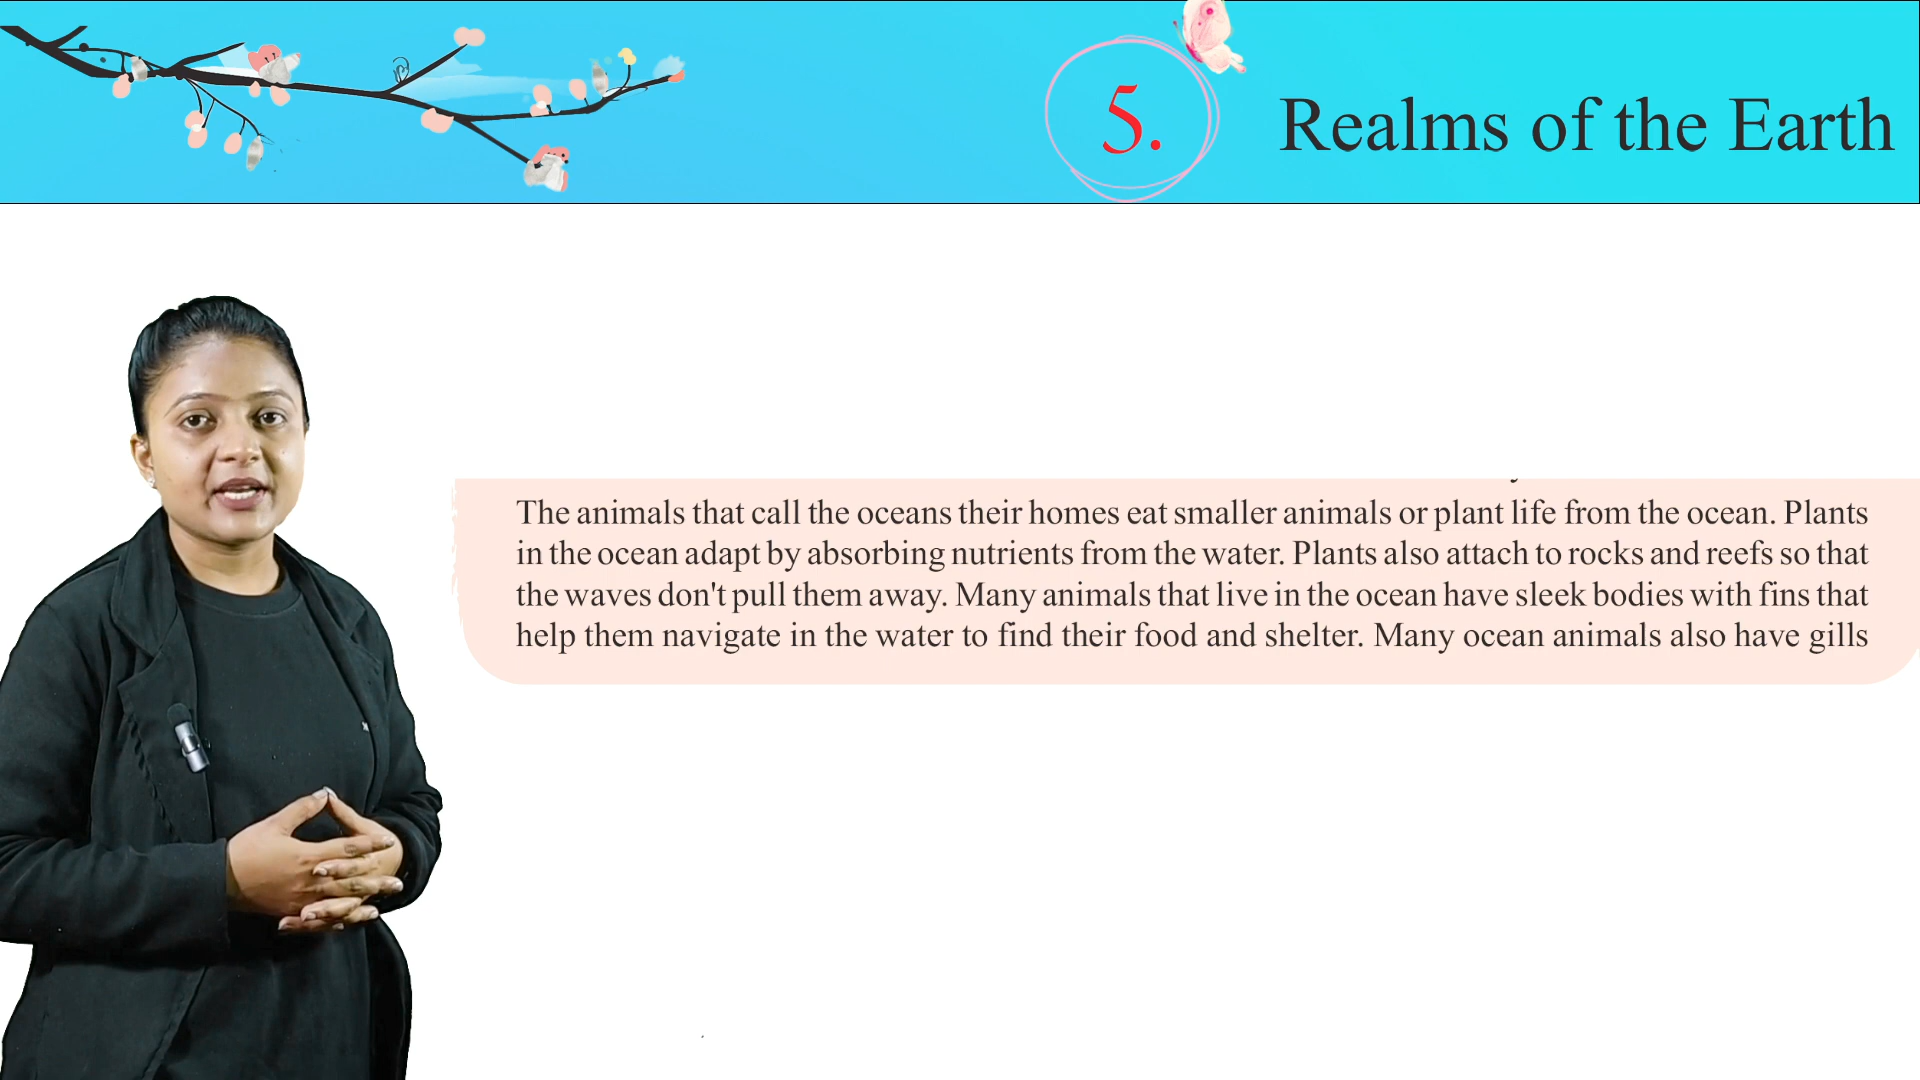 5.
Realms of the Earth
The animals that call the oceans their homes eat smaller animals or plant life from the ocean. Plants
in the ocean adapt by absorbing nutrients from the water. Plants also attach to rocks and reefs so that
the waves don't pull them away. Many animals that live in the ocean have sleek bodies with fins that
help them navigate in the water to find their food and shelter. Many ocean animals also have gills